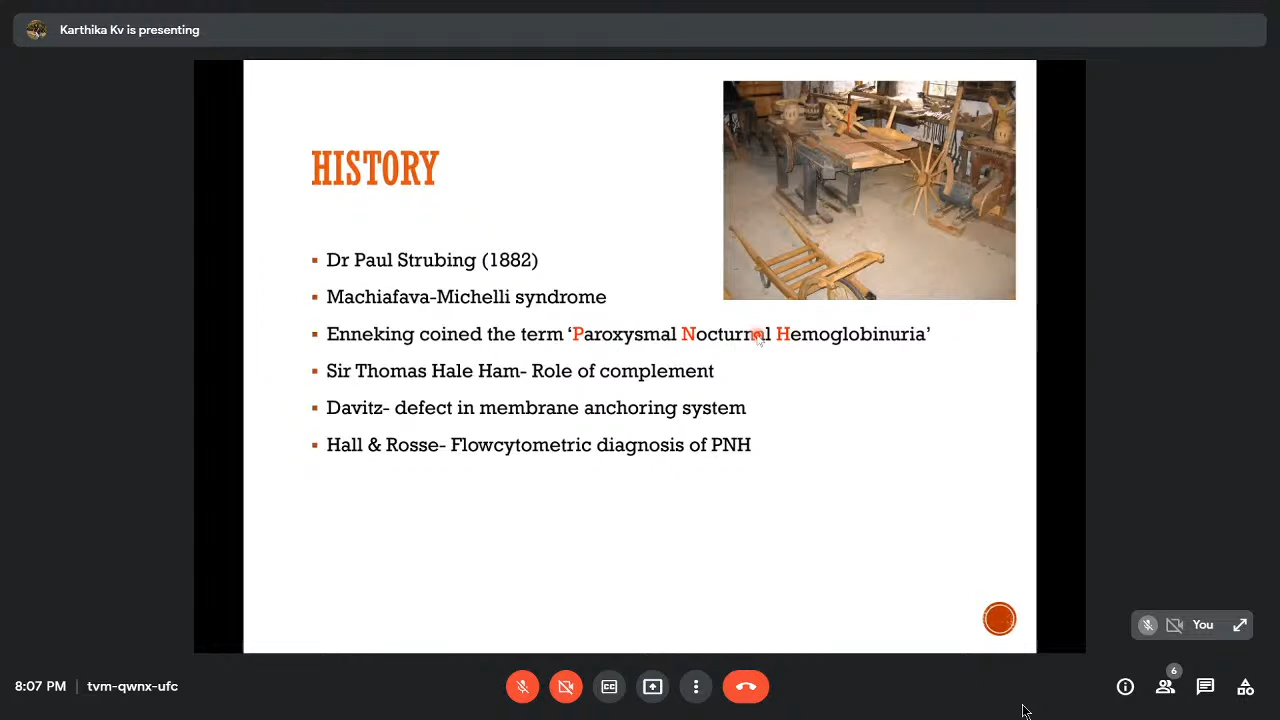 Karthika Kv is presenting
HISTORY
▪ Dr Paul Strubing (1882)
▪ Machiafava-Michelli syndrome
▪ Enneking coined the term ‘Paroxysmal Nocturnal Hemoglobinuria’
▪ Sir Thomas Hale Ham- Role of complement
▪ Davitz- defect in membrane anchoring system
▪ Hall & Rosse- Flowcytometric diagnosis of PNH
You
8:07 PM | tvm-qwnx-ufc
CC
6